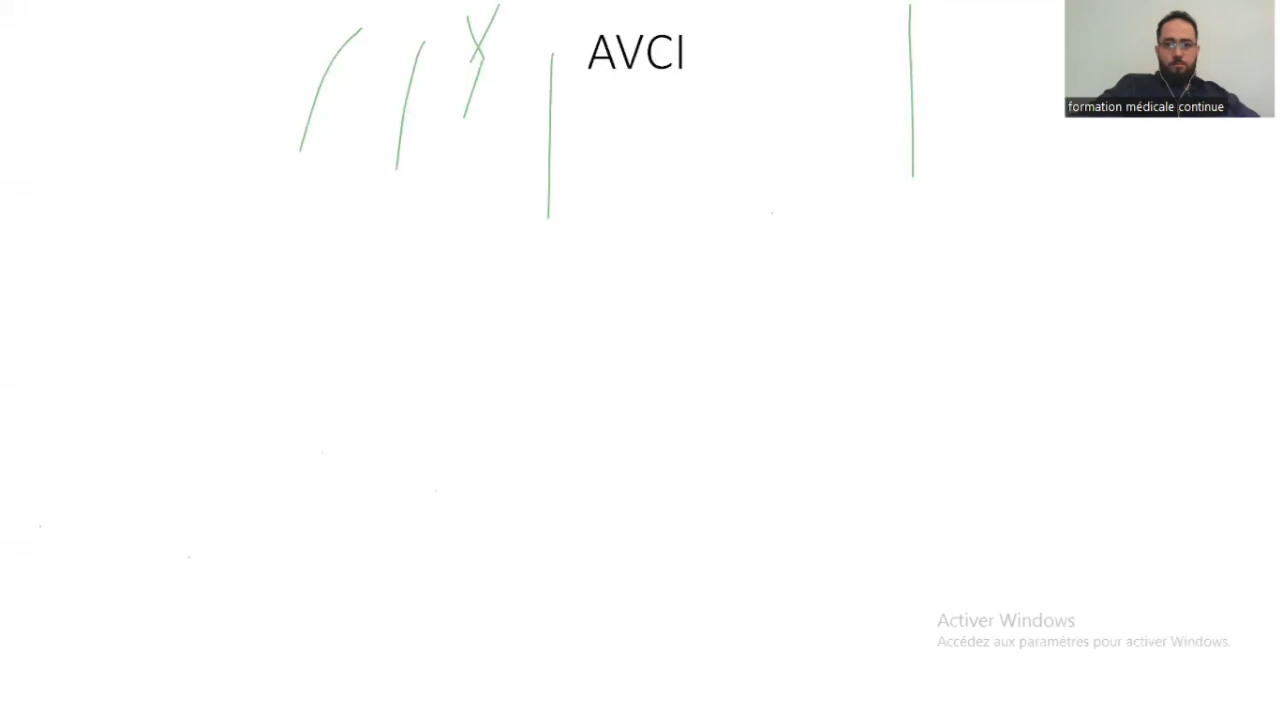 AVCI
formation médicale continue
Activer Windows
Accédez aux paramètres pour activer Windows.